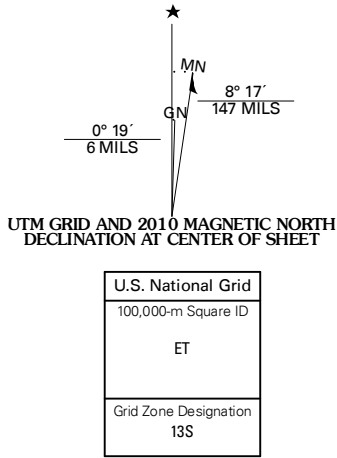 MN
GN
8° 17´
147 MILS
0° 19´
6 MILS
UTM GRID AND 2010 MAGNETIC NORTH
DECLINATION AT CENTER OF SHEET
U.S. National Grid
100,000-m Square ID
ET
Grid Zone Designation
13S